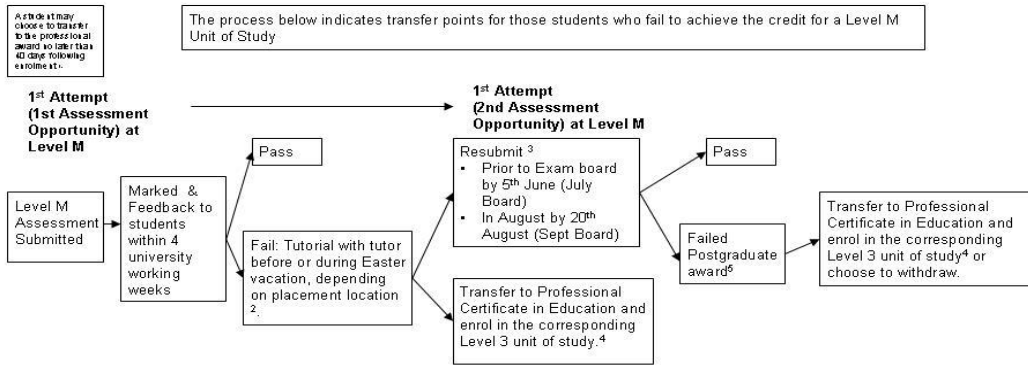 A student may
choose to transfer
to the professional
award no later than
40 days following
enrolment
The process below indicates transfer points for those students who fail to achieve the credit for a Level M
Unit of Study
1st Attempt
(1st Assessment
Opportunity) at
Level M
1st Attempt
(2nd Assessment
Opportunity) at Level M
Level M
Assessment
Submitted
Marked &
Feedback to
students
within 4
university
working
weeks
Pass
Fail: Tutorial with tutor
before or during Easter
vacation, depending
on placement location
2.
Resubmit 3
▪ Prior to Exam board
by 5th June (July
Board)
▪ In August by 20th
August (Sept Board)
Transfer to Professional
Certificate in Education and
enrol in the corresponding
Level 3 unit of study.4
Pass
Failed
Postgraduate
award5
Transfer to Professional
Certificate in Education and
enrol in the corresponding
Level 3 unit of study4 or
choose to withdraw.